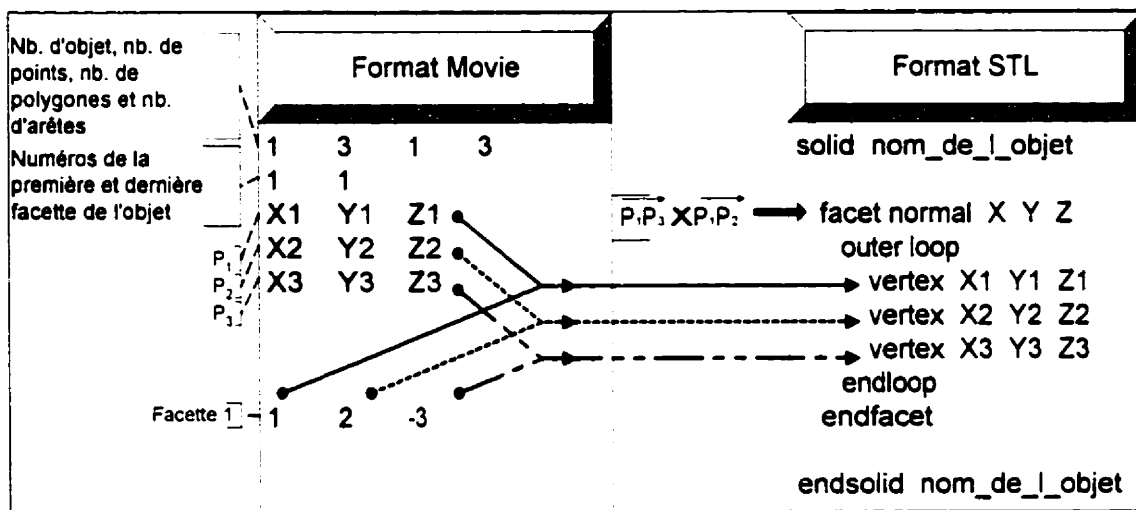 Nb. d'objet, nb. de
points, nb. de
polygones et nb.
d'arêtes
Numéros de la
première et dernière
facette de l'objet
P1
P2
P3
Facette 1
Format Movie
1 3 1 3
1 1
X1 Y1 Z1
X2 Y2 Z2
X3 Y3 Z3
1 2 -3
P1P3 X P1P2
Format STL
solid nom_de_l_objet
facet normal X Y Z
outer loop
vertex X1 Y1 Z1
vertex X2 Y2 Z2
vertex X3 Y3 Z3
endloop
endfacet
endsolid nom_de_l_objet